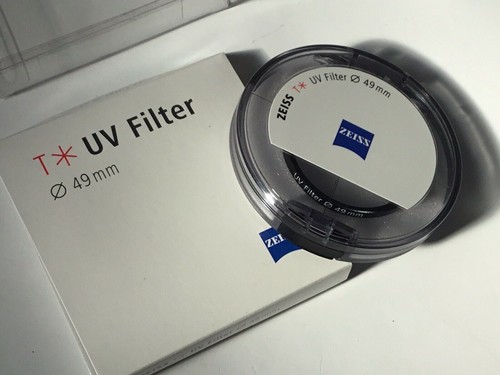 T* UV Filter
Ø 49 mm
ZEISS
ZEISS T* UV Filter Ø 49 mm
ZEISS
UV Filter Ø 49 mm